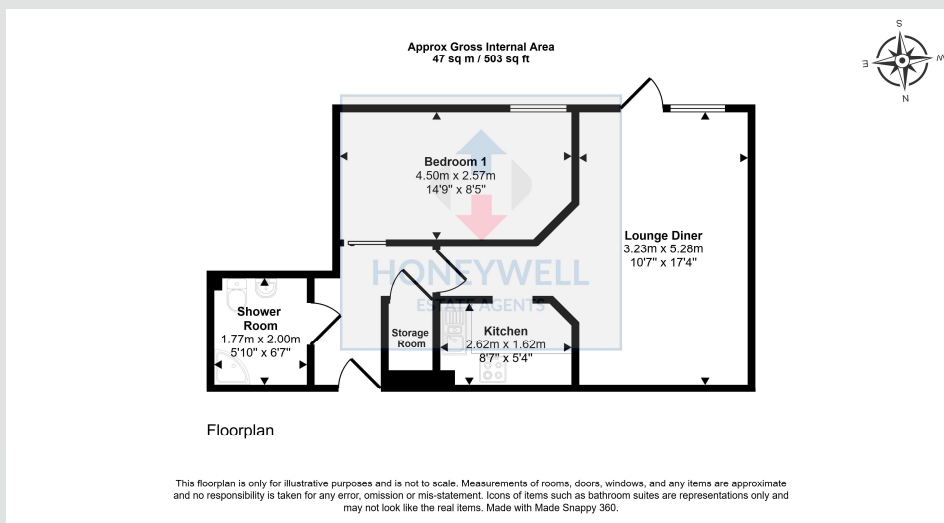 Approx Gross Internal Area
47 sq m / 503 sq ft
S
E
W
N
Bedroom 1
4.50m x 2.57m
14'9" x 8'5"
Lounge Diner
3.23m x 5.28m
10'7" x 17'4"
HONEYWELL
ESTATE AGENTS
Shower
Room
1.77m x 2.00m
5'10" x 6'7"
Storage
Room
Kitchen
2.62m x 1.62m
8'7" x 5'4"
Floorplan
This floorplan is only for illustrative purposes and is not to scale. Measurements of rooms, doors, windows, and any items are approximate
and no responsibility is taken for any error, omission or mis-statement. Icons of items such as bathroom suites are representations only and
may not look like the real items. Made with Made Snappy 360.